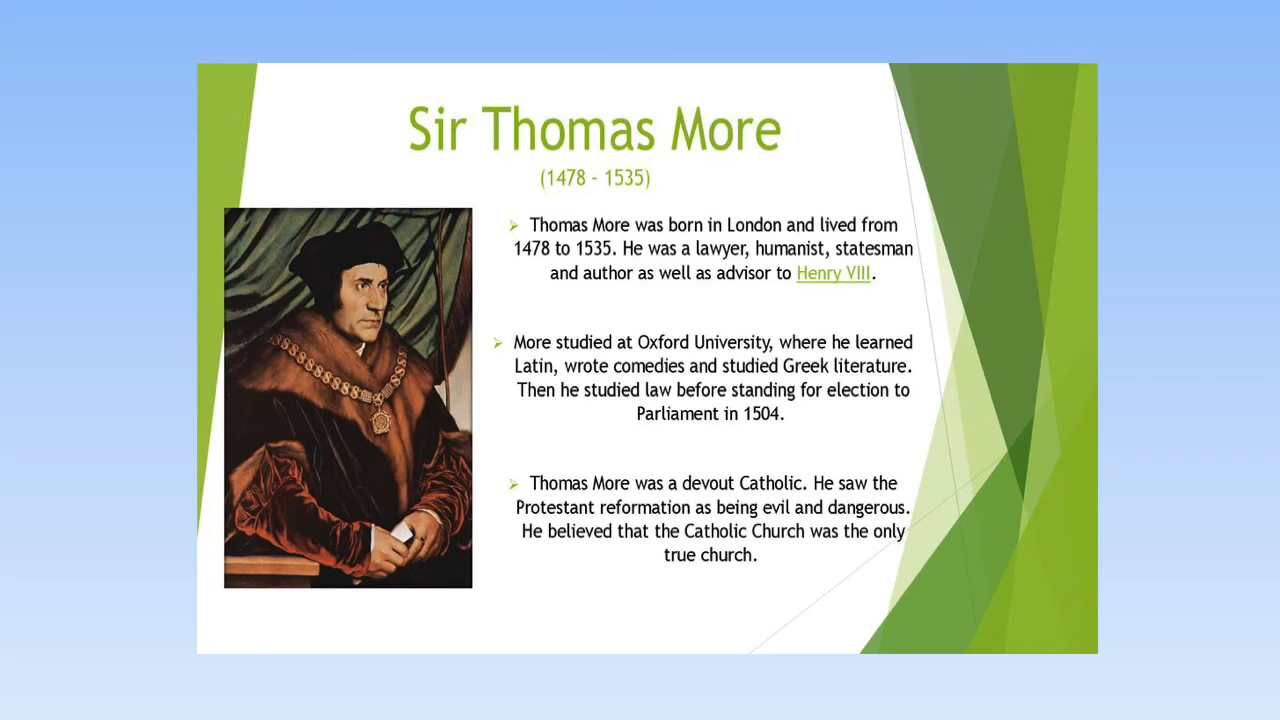 Sir Thomas More
(1478 - 1535)
Thomas More was born in London and lived from
1478 to 1535. He was a lawyer, humanist, statesman
and author as well as advisor to Henry VIII.
More studied at Oxford University, where he learned
Latin, wrote comedies and studied Greek literature.
Then he studied law before standing for election to
Parliament in 1504.
Thomas More was a devout Catholic. He saw the
Protestant reformation as being evil and dangerous.
He believed that the Catholic Church was the only
true church.